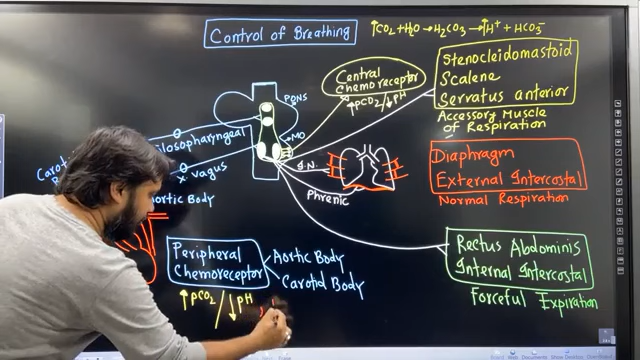 Control of Breathing
↑CO₂ + H₂O → H₂CO₃ → ↑H⁺ + HCO₃⁻
Central
Chemoreceptor
↑PCO₂/↓PH
Stenocleidomastoid
Scalene
Serratus anterior
Accessory Muscle
of Respiration
PONS
MO
losopharyngeal
X vagus
ortic Body
I.N.
Phrenic
Diaphragm
External Intercostal
Normal Respiration
Peripheral
Chemoreceptor
Aortic Body
Carotid Body
↑PCO₂/↓PH
Rectus Abdominis
Internal Intercostal
Forceful Expiration